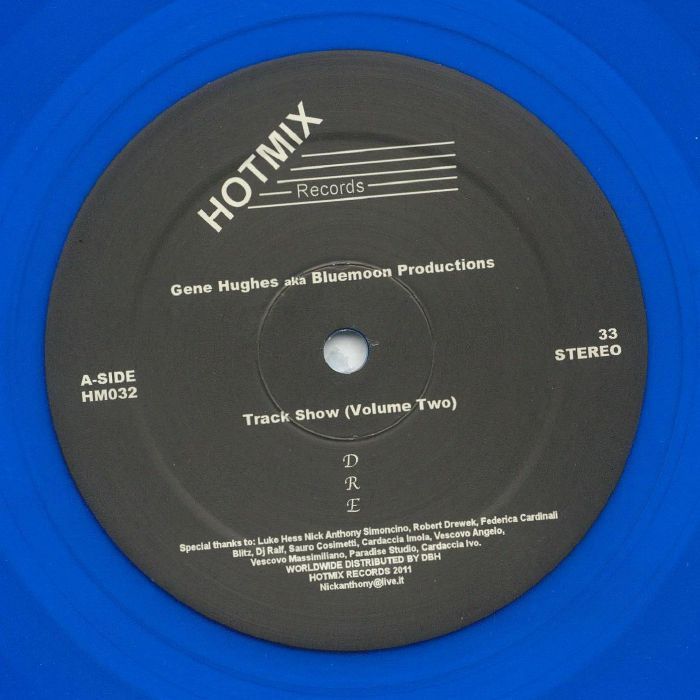 HOTMIX
Records
Gene Hughes aka Bluemoon Productions
33
STEREO
A-SIDE
HM032
Track Show (Volume Two)
D
R
E
Special thanks to: Luke Hess Nick Anthony Simoncino, Robert Drewek, Federica Cardinali
Blitz, Dj Ralf, Sauro Cosimetti, Cardaccia Imola, Vescovo Angelo,
Vescovo Massimiliano, Paradise Studio, Cardaccia Ivo.
WORLDWIDE DISTRIBUTED BY DBH
HOTMIX RECORDS 2011
Nickanthony@live.it